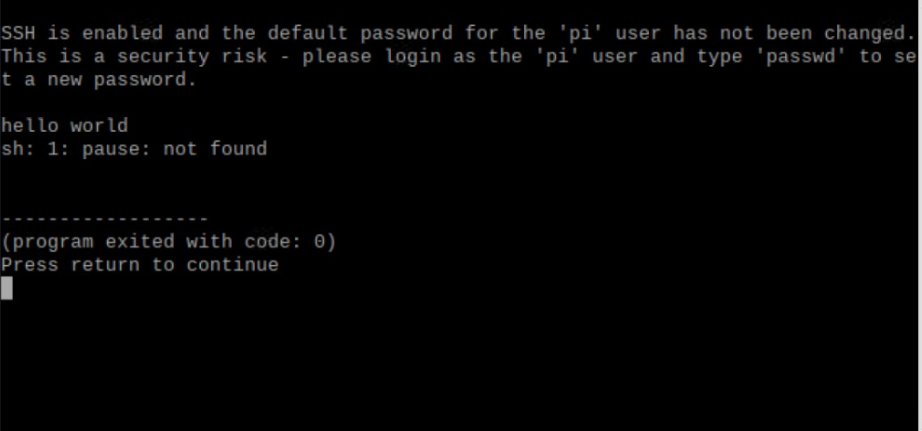 SSH is enabled and the default password for the 'pi' user has not been changed.
This is a security risk - please login as the 'pi' user and type 'passwd' to se
t a new password.
hello world
sh: 1: pause: not found
------------------
(program exited with code: 0)
Press return to continue